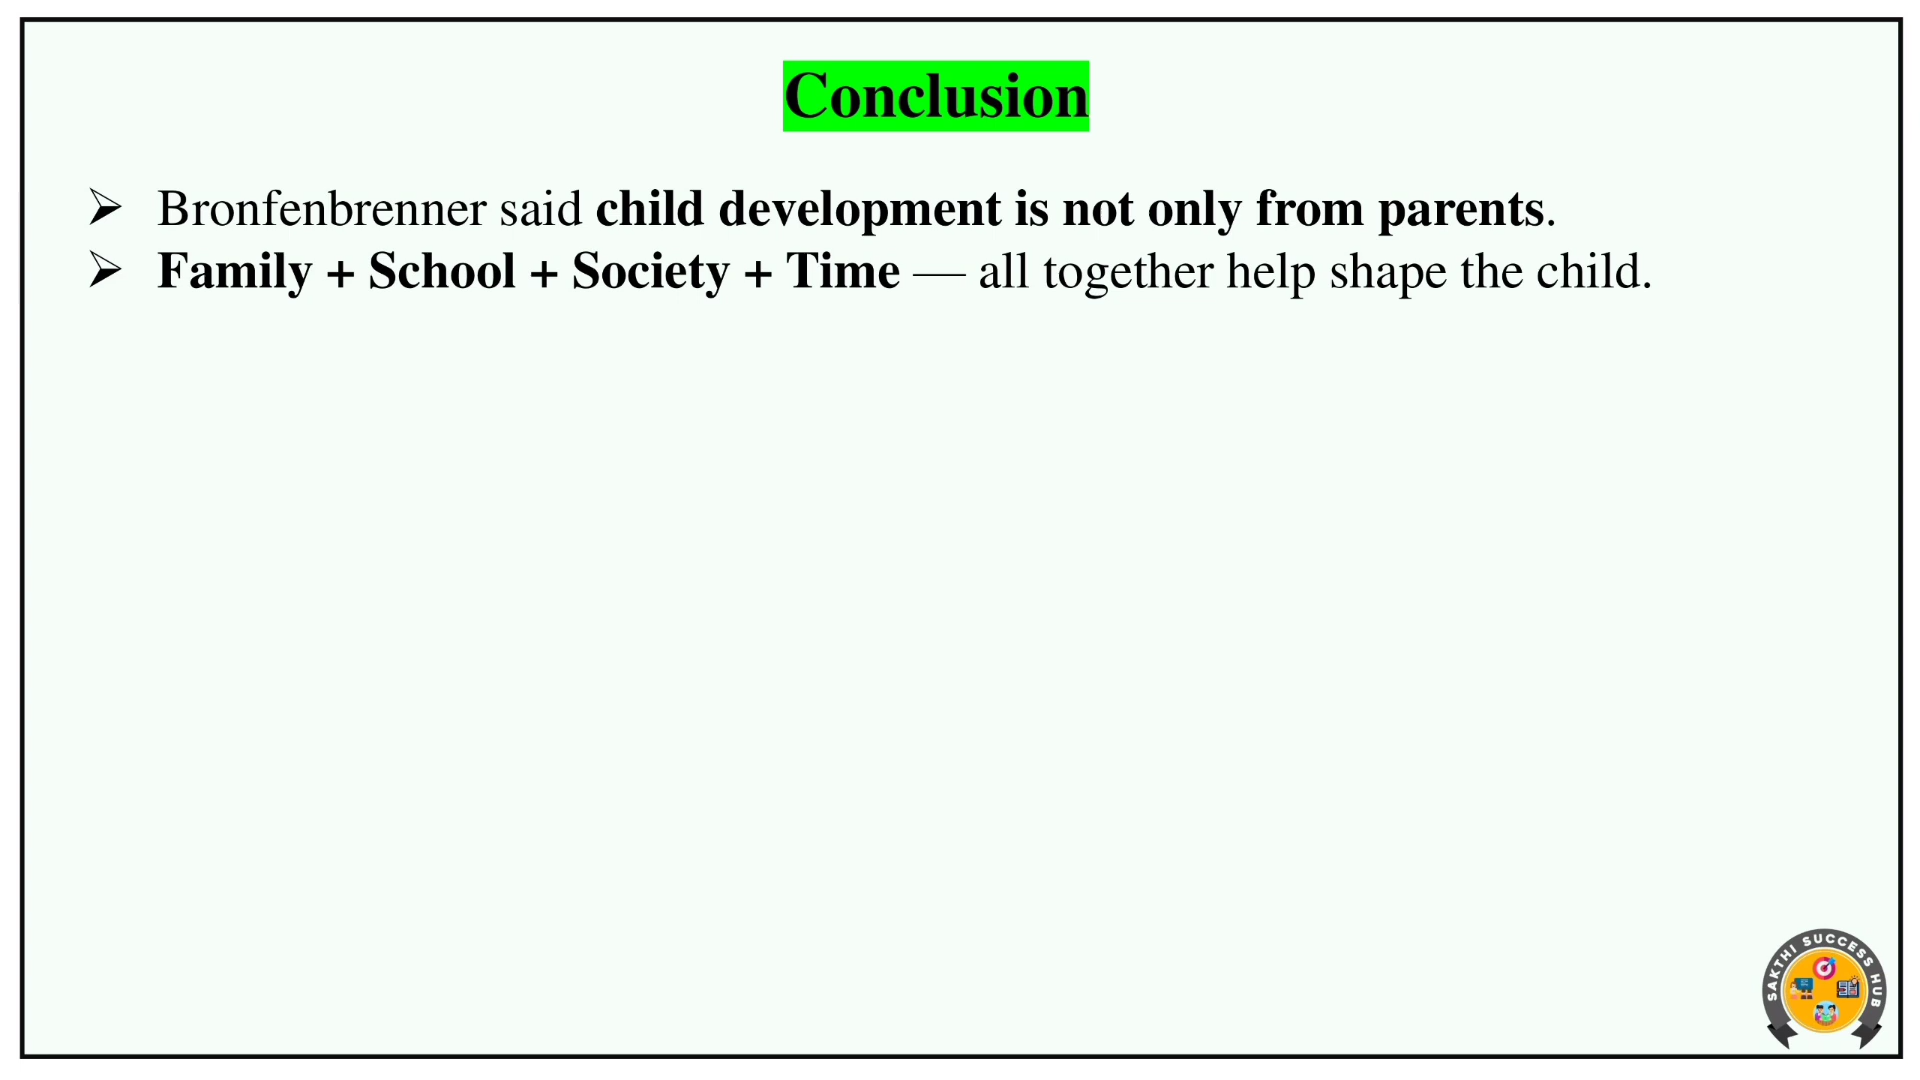 Conclusion
➢ Bronfenbrenner said child development is not only from parents.
➢ Family + School + Society + Time — all together help shape the child.
SAKTHI SUCCESS HUB